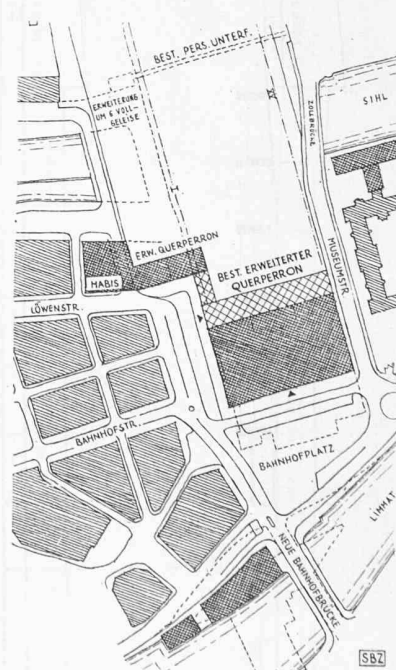 BEST. PERS. UNTERF.
ERWEITERUNG
UM 6 VOLL-
GELEISE
ZOLLBRÜCKE
SIHL
ERW. QUERPERRON
BEST. ERWEITERTER
QUERPERRON
MUSEUMSTR.
HABIS
LÖWENSTR.
BAHNHOFSTR.
BAHNHOFPLATZ
LIMMAT
NEUE BAHNHOFBRÜCKE
SBZ